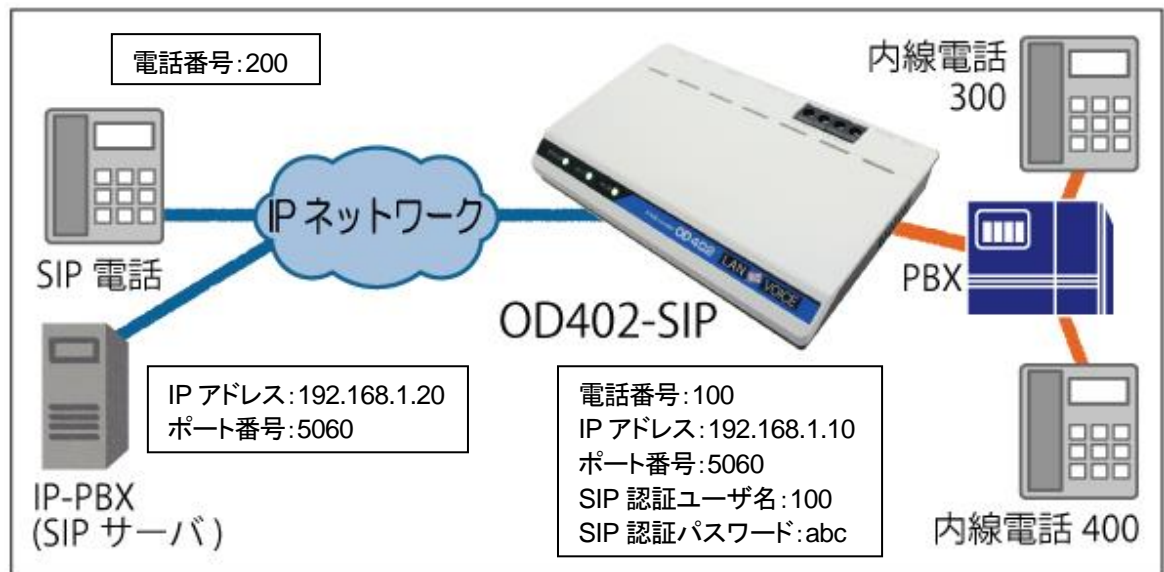 電話番号:200
SIP 電話
IP ネットワーク
IP-PBX
(SIP サーバ)
IP アドレス:192.168.1.20
ポート番号:5060
OD402
LAN VOICE
OD402-SIP
電話番号:100
IP アドレス:192.168.1.10
ポート番号:5060
SIP 認証ユーザ名:100
SIP 認証パスワード:abc
内線電話
300
PBX
内線電話 400